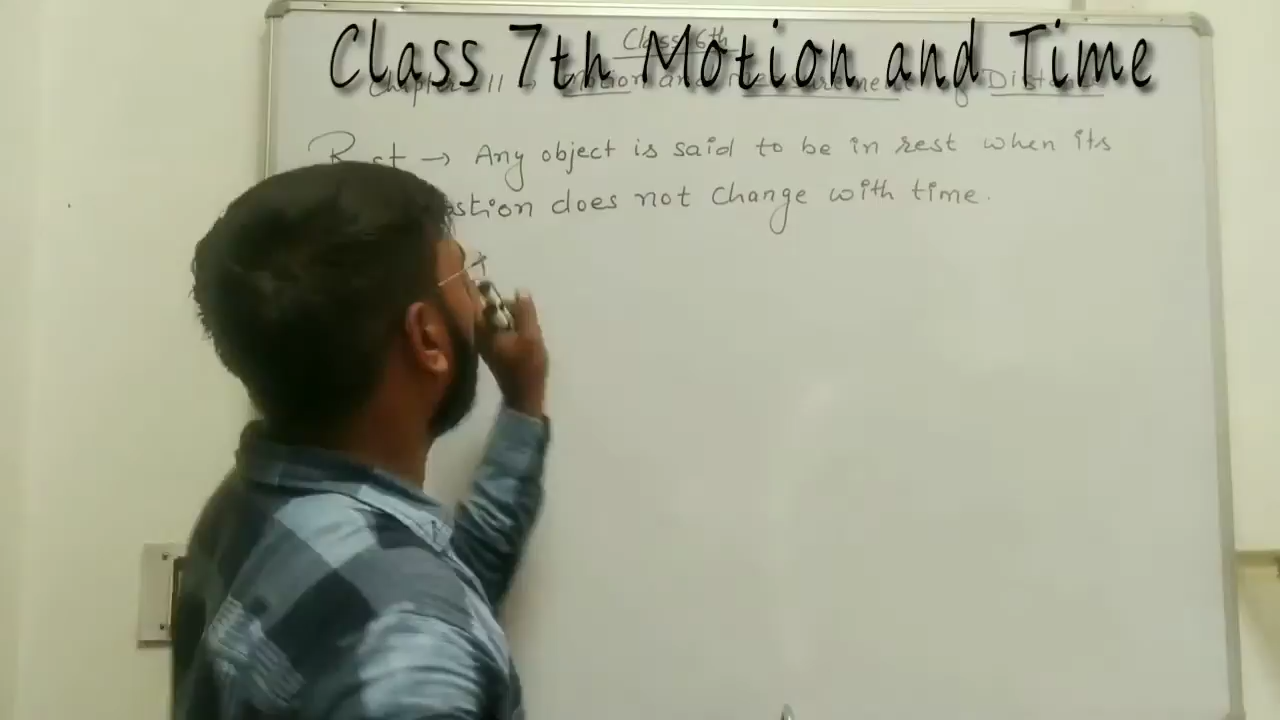 Class 7th Motion and Time
Class 6th
Chapter 11 Motion and Measurement of Distance
Rest → Any object is said to be in rest when its
does not change with time.